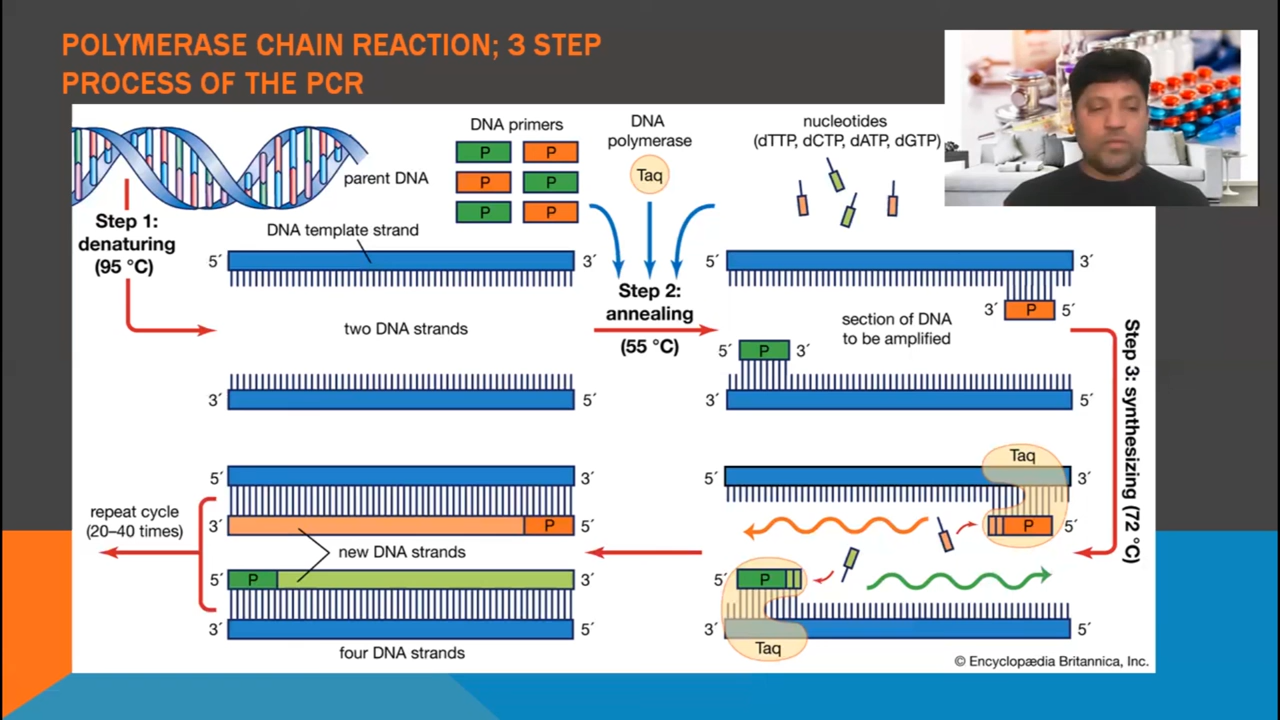 POLYMERASE CHAIN REACTION; 3 STEP
PROCESS OF THE PCR
parent DNA
DNA primers
P P
P P
P P
DNA
polymerase
Taq
nucleotides
(dTTP, dCTP, dATP, dGTP)
Step 1:
denaturing
(95 °C)
DNA template strand
5´ 3´
two DNA strands
3´ 5´
Step 2:
annealing
(55 °C)
5´ 3´
3´ P 5´
section of DNA
to be amplified
5´ P 3´
3´ 5´
Step 3: synthesizing (72 °C)
Taq
5´ 3´
P 5´
5´ P
3´ 5´
Taq
5´ 3´
3´ P 5´
new DNA strands
5´ P 3´
3´ 5´
four DNA strands
repeat cycle
(20–40 times)
© Encyclopædia Britannica, Inc.